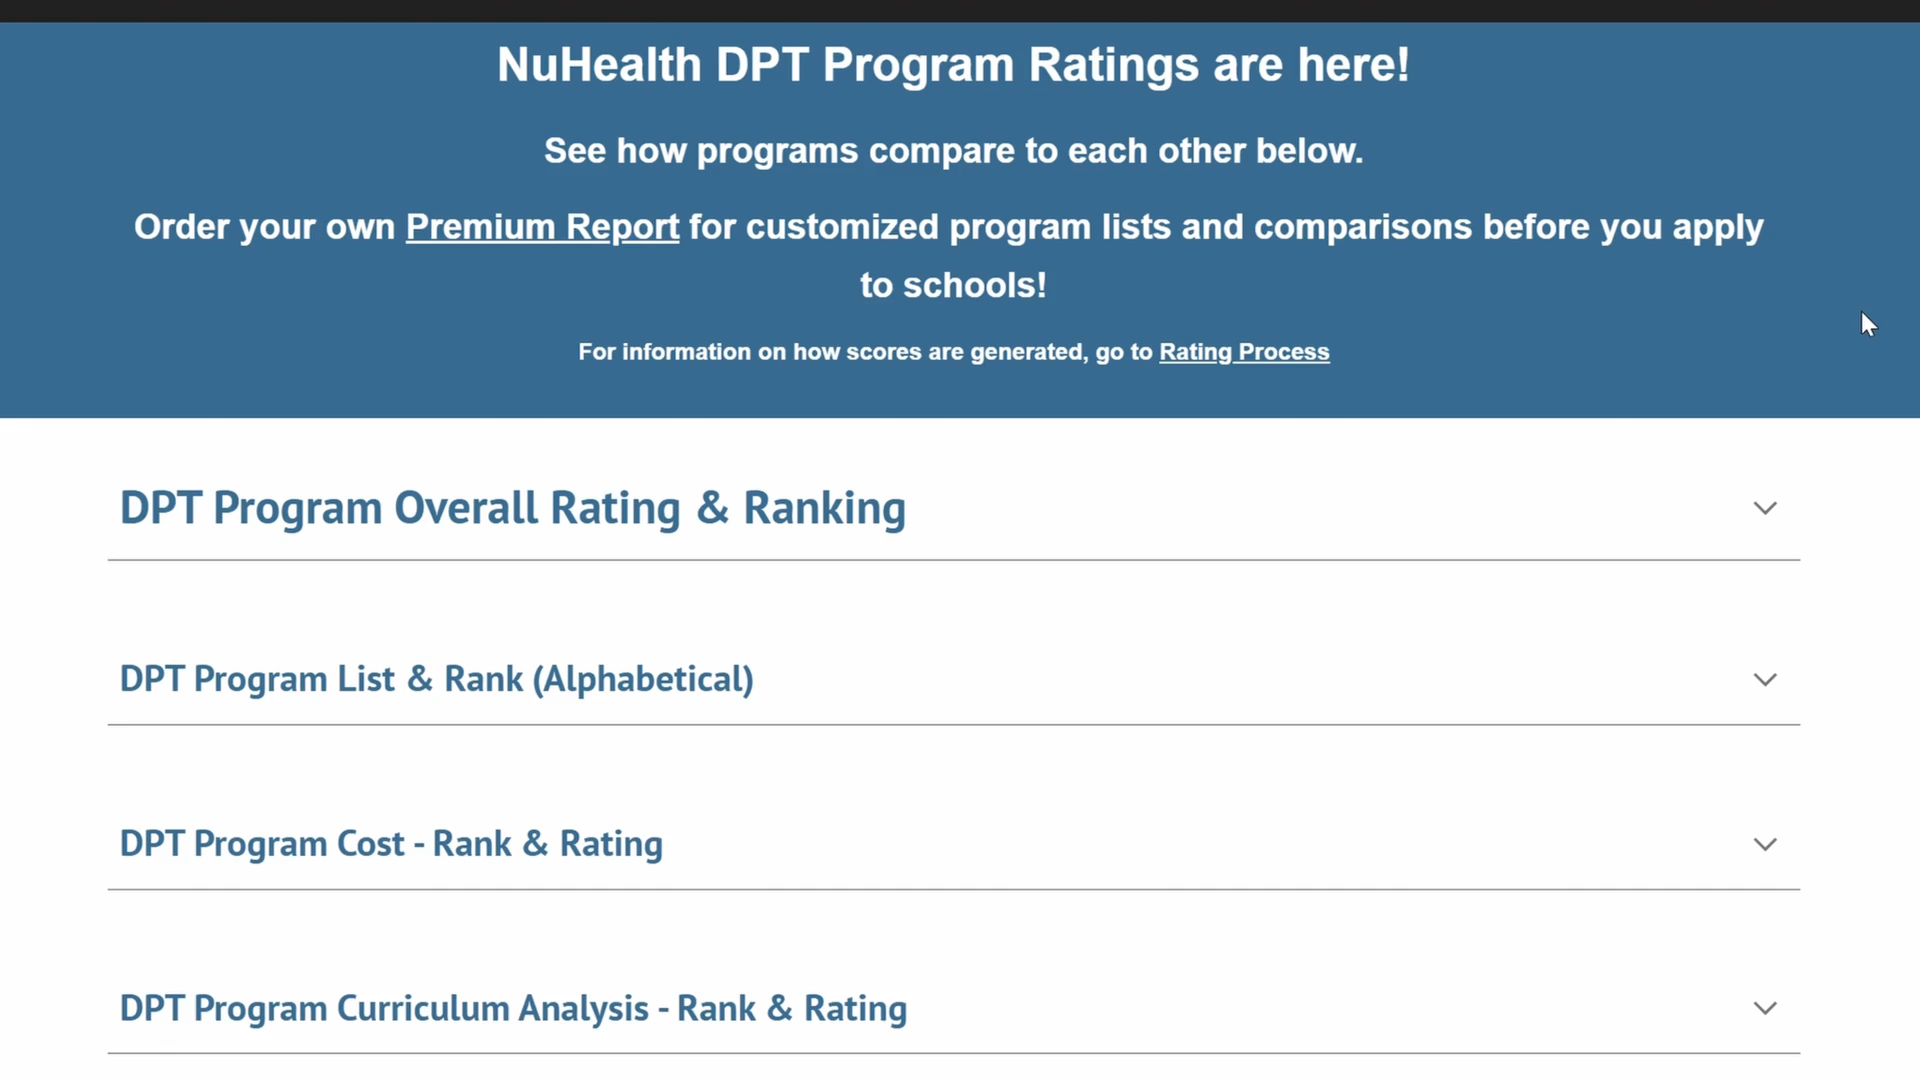 NuHealth DPT Program Ratings are here!
See how programs compare to each other below.
Order your own Premium Report for customized program lists and comparisons before you apply
to schools!
For information on how scores are generated, go to Rating Process
DPT Program Overall Rating & Ranking
DPT Program List & Rank (Alphabetical)
DPT Program Cost - Rank & Rating
DPT Program Curriculum Analysis - Rank & Rating